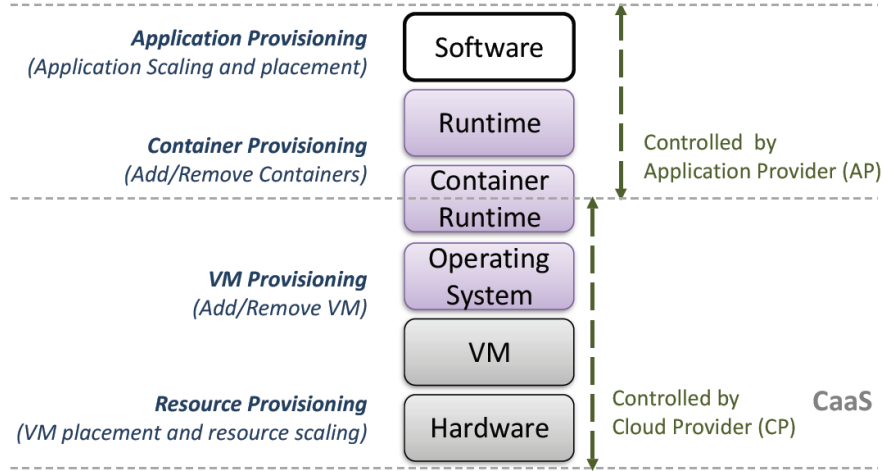 Application Provisioning
(Application Scaling and placement)
Software
Runtime
Container Provisioning
(Add/Remove Containers)
Controlled by
Application Provider (AP)
Container
Runtime
VM Provisioning
(Add/Remove VM)
Operating
System
VM
Resource Provisioning
(VM placement and resource scaling)
Hardware
Controlled by
Cloud Provider (CP)
CaaS